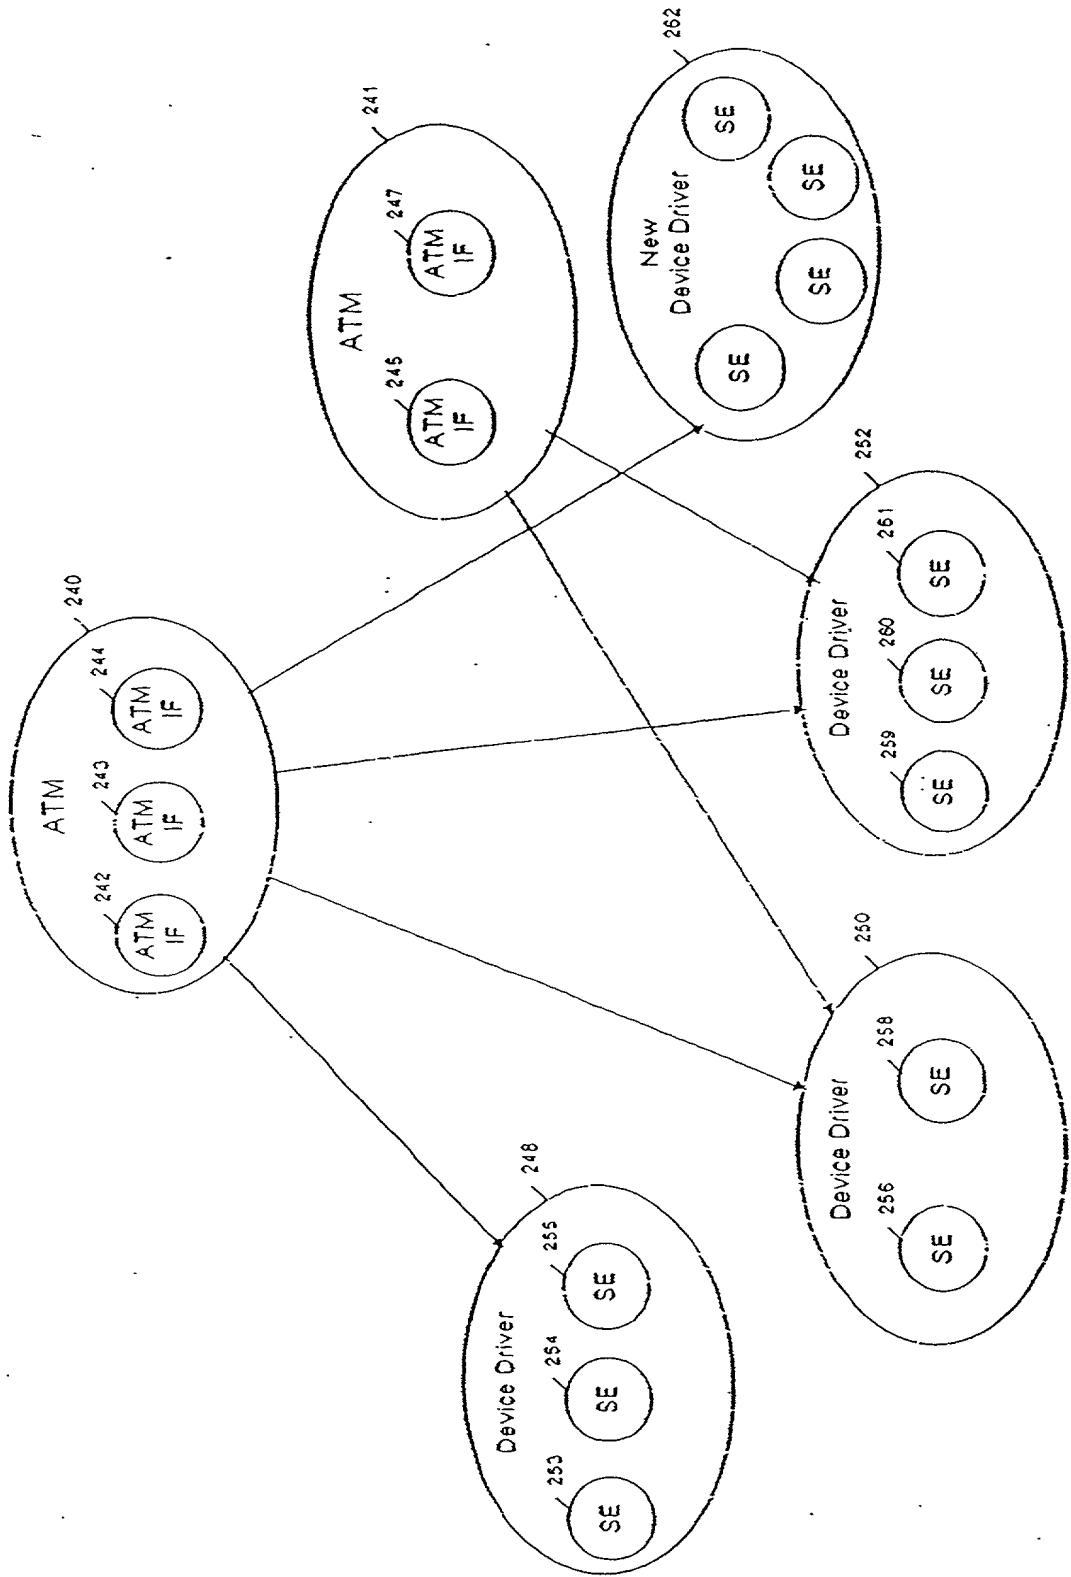 240
ATM
242
243
244
ATM
IF
ATM
IF
ATM
IF
241
ATM
245
247
ATM
IF
ATM
IF
248
Device Driver
253
254
255
SE
SE
SE
262
New
Device Driver
SE
SE
SE
SE
250
Device Driver
256
258
SE
SE
252
Device Driver
259
260
261
SE
SE
SE